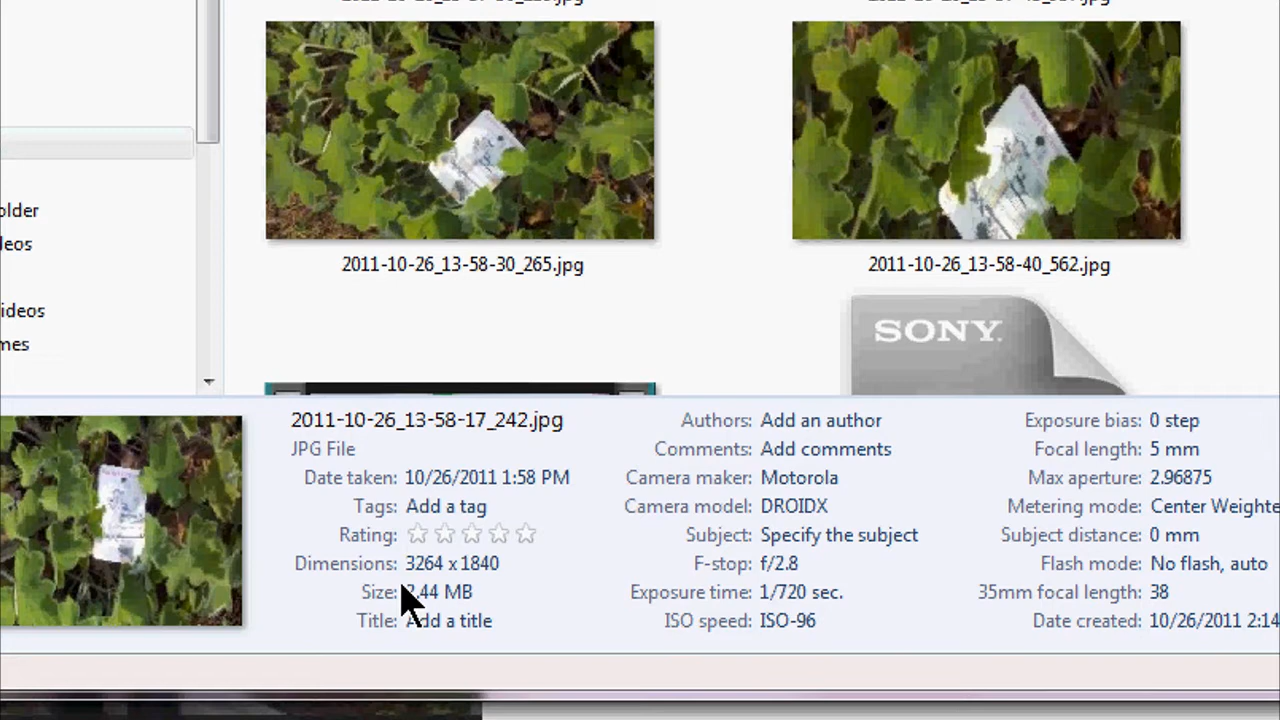 2011-10-26_13-58-30_265.jpg
2011-10-26_13-58-40_562.jpg
older
deos
ideos
mes
SONY
2011-10-26_13-58-17_242.jpg
JPG File
Date taken: 10/26/2011 1:58 PM
Tags: Add a tag
Rating:
Dimensions: 3264 x 1840
Size: .44 MB
Title: Add a title
Authors: Add an author
Comments: Add comments
Camera maker: Motorola
Camera model: DROIDX
Subject: Specify the subject
F-stop: f/2.8
Exposure time: 1/720 sec.
ISO speed: ISO-96
Exposure bias: 0 step
Focal length: 5 mm
Max aperture: 2.96875
Metering mode: Center Weighte
Subject distance: 0 mm
Flash mode: No flash, auto
35mm focal length: 38
Date created: 10/26/2011 2:14